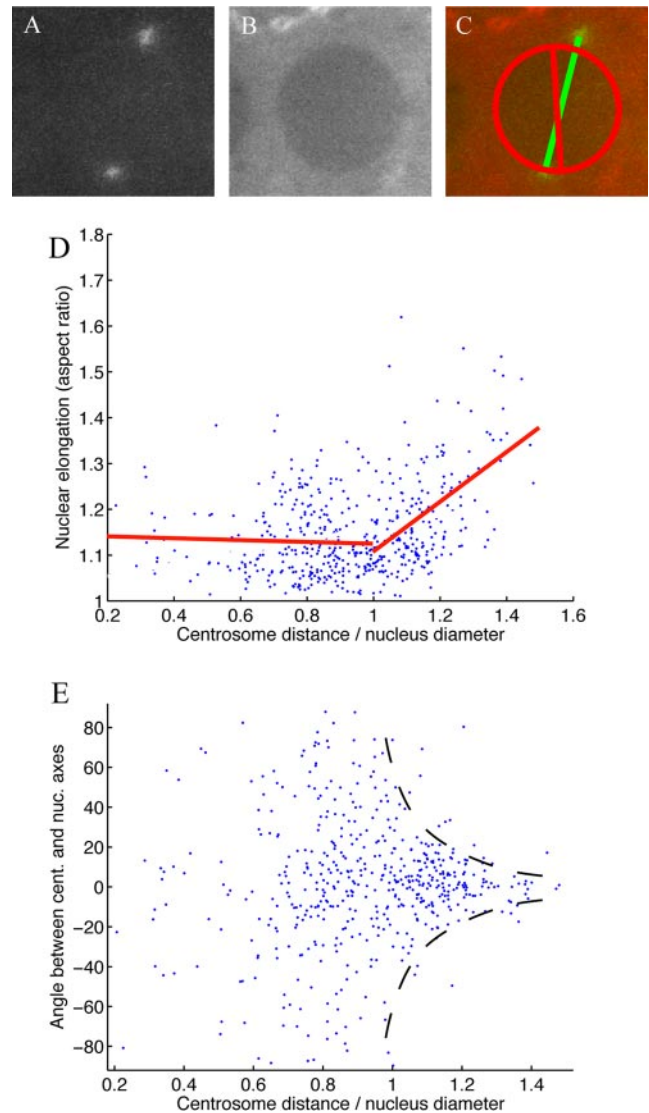 A
B
C
D
1.8
1.7
1.6
1.5
1.4
1.3
1.2
1.1
1
Nuclear elongation (aspect ratio)
0.2 0.4 0.6 0.8 1 1.2 1.4 1.6
Centrosome distance / nucleus diameter
E
80
60
40
20
0
−20
−40
−60
−80
Angle between cent. and nuc. axes
0.2 0.4 0.6 0.8 1 1.2 1.4
Centrosome distance / nucleus diameter